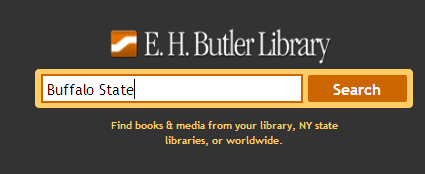 E. H. Butler Library
Buffalo State Search
Find books & media from your library, NY state
libraries, or worldwide.